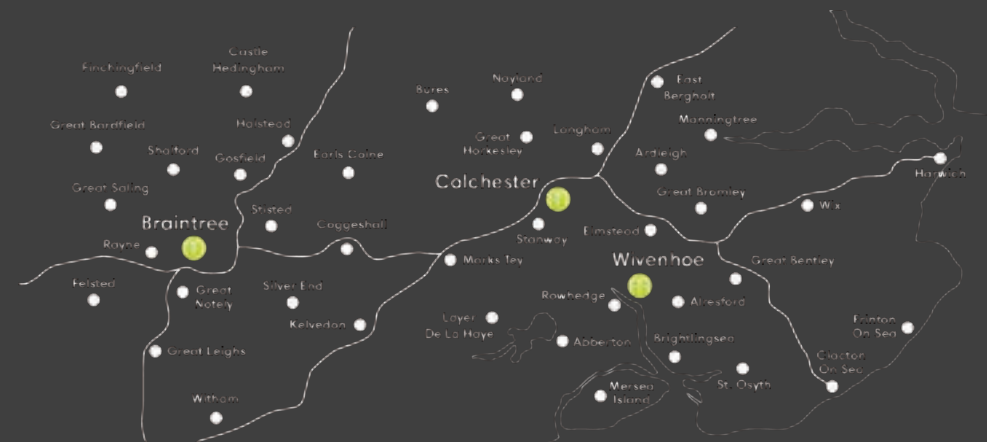 Castle
Finchingfield
Hedingham
Nayland
East
Bergholt
Bures
Great Bardfield
Halstead
Manningtree
Great
Horkesley
Langham
Shalford
Gosfield
Earls Colne
Ardleigh
Harwich
Great Saling
Colchester
Great Bromley
Wix
Braintree
Stisted
Coggeshall
Stanway
Elmstead
Rayne
Marks Tey
Wivenhoe
Great Bentley
Felsted
Great
Notely
Silver End
Rowhedge
Alresford
Kelvedon
Layer
De La Haye
Frinton
On Sea
Abberton
Brightlingsea
Great Leighs
Clacton
On Sea
St. Osyth
Mersea
Island
Witham